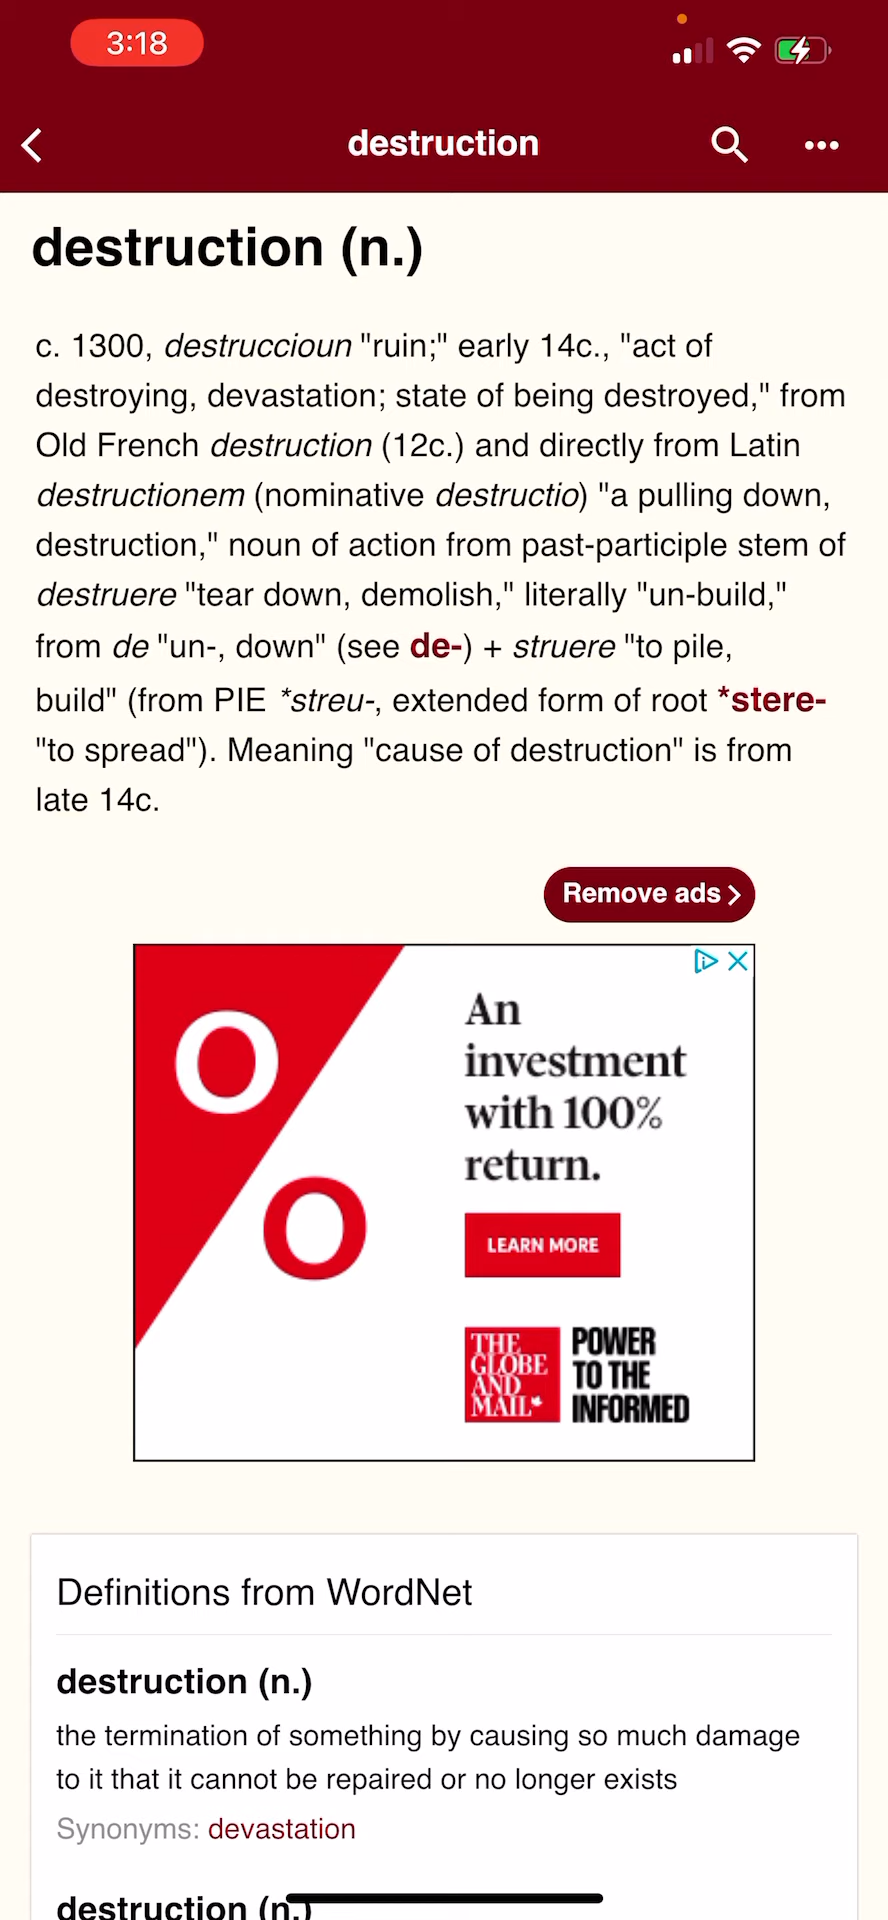 3:18
destruction
destruction (n.)
c. 1300, destruccioun "ruin;" early 14c., "act of
destroying, devastation; state of being destroyed," from
Old French destruction (12c.) and directly from Latin
destructionem (nominative destructio) "a pulling down,
destruction," noun of action from past-participle stem of
destruere "tear down, demolish," literally "un-build,"
from de "un-, down" (see de-) + struere "to pile,
build" (from PIE *streu-, extended form of root *stere-
"to spread"). Meaning "cause of destruction" is from
late 14c.
Remove ads
An
investment
with 100%
return.
LEARN MORE
THE
GLOBE
AND
MAIL
POWER
TO THE
INFORMED
Definitions from WordNet
destruction (n.)
the termination of something by causing so much damage
to it that it cannot be repaired or no longer exists
Synonyms: devastation
destruction (n.)